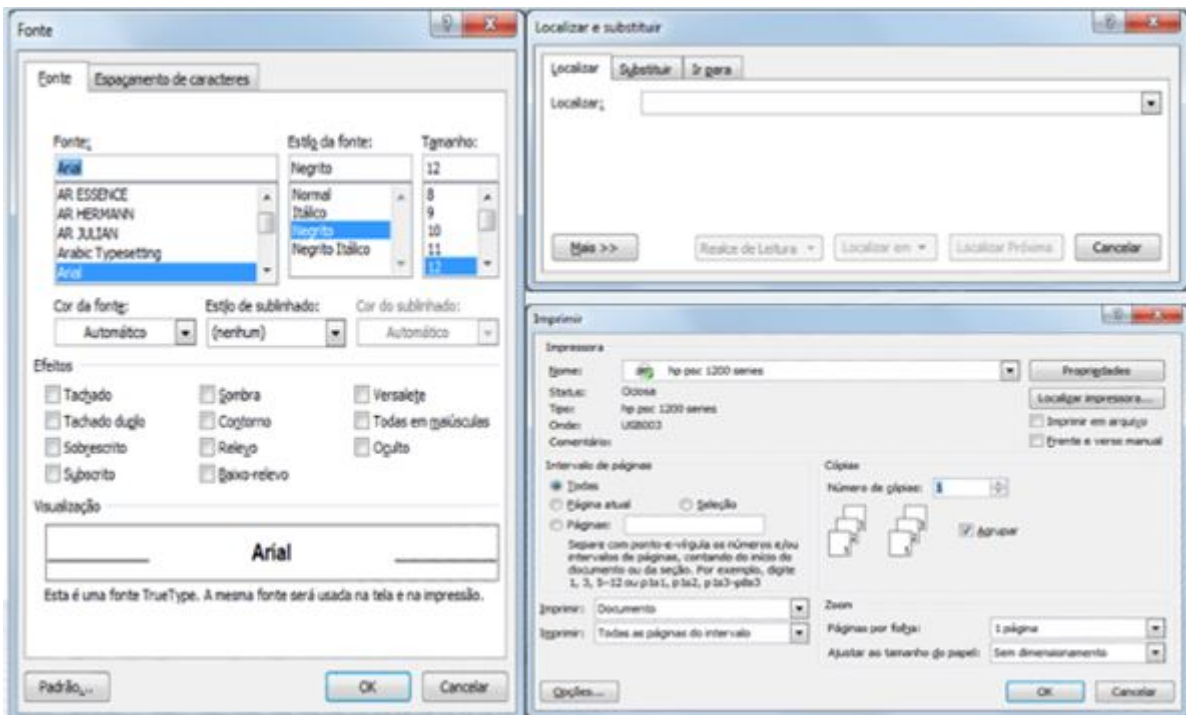 Fonte
Fonte
Espaçamento de caracteres
Fonte:
Estilo da fonte:
Tamanho:
Arial
Negrito
12
AR ESSENCE
AR HERMANN
AR JULIAN
Arabic Typesetting
Arial
Normal
Itálico
Negrito
Negrito Itálico
8
9
10
11
12
Cor da fonte:
Estilo de sublinhado:
Cor do sublinhado:
Automático
(nenhum)
Automático
Efeitos
Tachado
Sombra
Versalete
Tachado duplo
Contorno
Todas em maiúsculas
Sobrescrito
Relevo
Oculto
Subscrito
Baixo-relevo
Visualização
Arial
Esta é uma fonte TrueType. A mesma fonte será usada na tela e na impressão.
Padrão...
OK
Cancelar
Localizar e substituir
Localizar
Substituir
Ir para
Localizar:
Mais >>
Realce de Leitura
Localizar em
Localizar Próxima
Cancelar
Imprimir
Impressora
Nome:
hp psc 1200 series
Propriedades
Status:
Ociosa
Localizar impressora...
Tipo:
hp psc 1200 series
Onde:
USB003
Imprimir em arquivo
Comentário:
Frente e verso manual
Intervalo de páginas
Todas
Página atual
Seleção
Páginas:
Separe com ponto-e-vírgula os números e/ou
intervalos de páginas, contando do início do
documento ou da seção. Por exemplo, digite
1, 3, 5-12 ou p1s1, p1s2, p1s3-p8s3
Cópias
Número de cópias:
1
Agrupar
Imprimir:
Documento
Imprimir:
Todas as páginas do intervalo
Zoom
Páginas por folha:
1 página
Ajustar ao tamanho do papel:
Sem dimensionamento
Opções...
OK
Cancelar